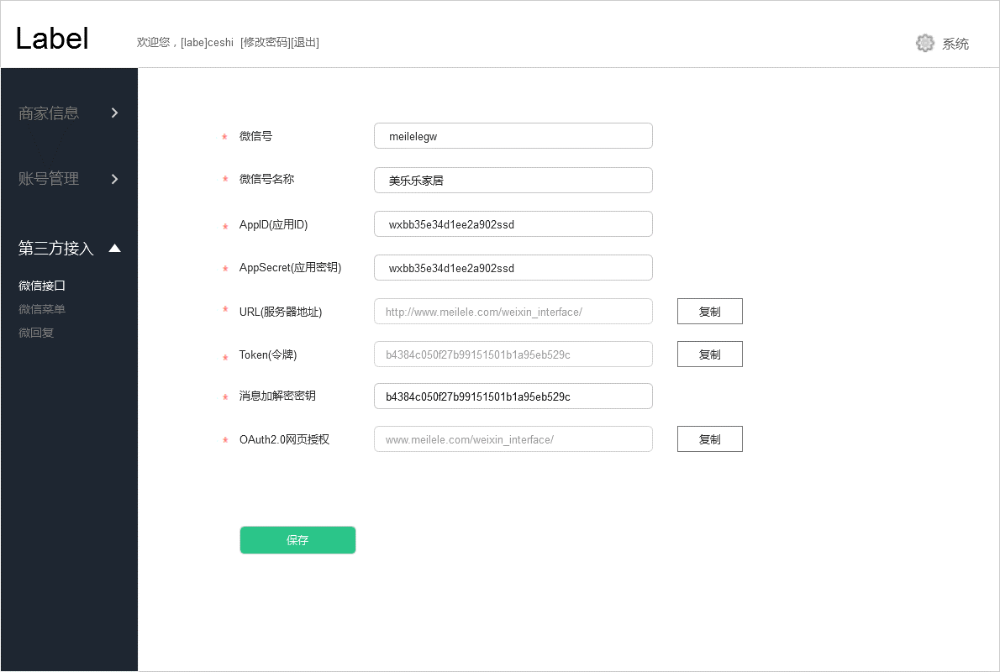 Label
欢迎您，[labe]ceshi [修改密码][退出]
系统
商家信息
账号管理
第三方接入
微信接口
微信菜单
微回复
* 微信号 meilelegw
* 微信号名称 美乐乐家居
* AppID(应用ID) wxbb35e34d1ee2a902ssd
* AppSecret(应用密钥) wxbb35e34d1ee2a902ssd
* URL(服务器地址) http://www.meilele.com/weixin_interface/ 复制
* Token(令牌) b4384c050f27b99151501b1a95eb529c 复制
* 消息加解密密钥 b4384c050f27b99151501b1a95eb529c
* OAuth2.0网页授权 www.meilele.com/weixin_interface/ 复制
保存